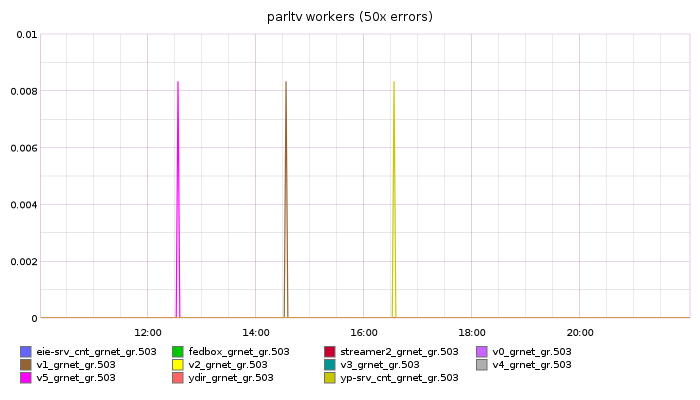 parltv workers (50x errors)
0.01
0.008
0.006
0.004
0.002
0
12:00 14:00 16:00 18:00 20:00
eie-srv_cnt_grnet_gr.503 fedbox_grnet_gr.503 streamer2_grnet_gr.503 v0_grnet_gr.503
v1_grnet_gr.503 v2_grnet_gr.503 v3_grnet_gr.503 v4_grnet_gr.503
v5_grnet_gr.503 ydir_grnet_gr.503 yp-srv_cnt_grnet_gr.503